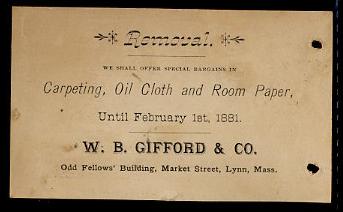 Removal.
WE SHALL OFFER SPECIAL BARGAINS IN
Carpeting, Oil Cloth and Room Paper,
Until February 1st, 1881.
W. B. GIFFORD & CO.
Odd Fellows' Building, Market Street, Lynn, Mass.